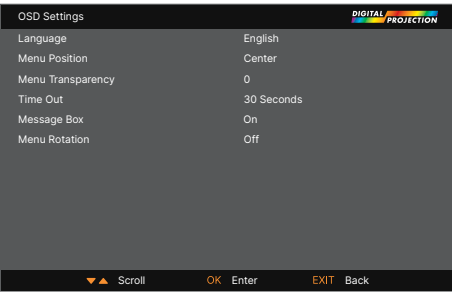 OSD Settings DIGITAL PROJECTION
Language English
Menu Position Center
Menu Transparency 0
Time Out 30 Seconds
Message Box On
Menu Rotation Off
▼▲ Scroll OK Enter EXIT Back